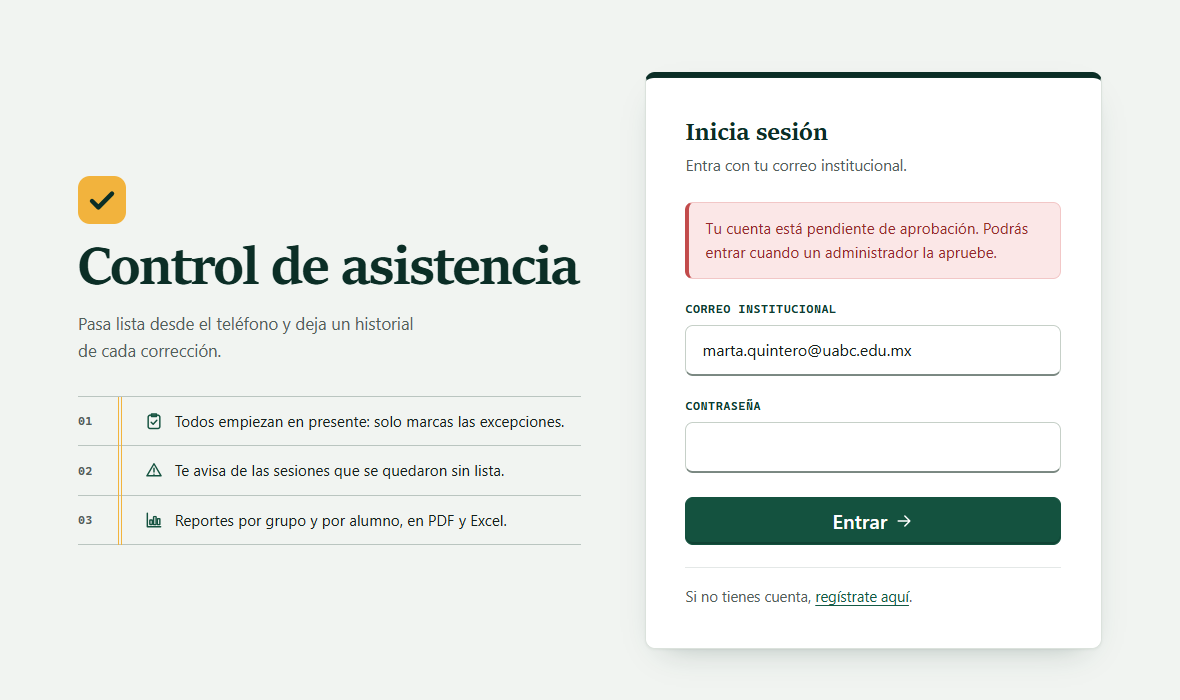 Control de asistencia
Pasa lista desde el teléfono y deja un historial
de cada corrección.
01 Todos empiezan en presente: solo marcas las excepciones.
02 Te avisa de las sesiones que se quedaron sin lista.
03 Reportes por grupo y por alumno, en PDF y Excel.
Inicia sesión
Entra con tu correo institucional.
Tu cuenta está pendiente de aprobación. Podrás
entrar cuando un administrador la apruebe.
CORREO INSTITUCIONAL
marta.quintero@uabc.edu.mx
CONTRASEÑA
Entrar →
Si no tienes cuenta, regístrate aquí.